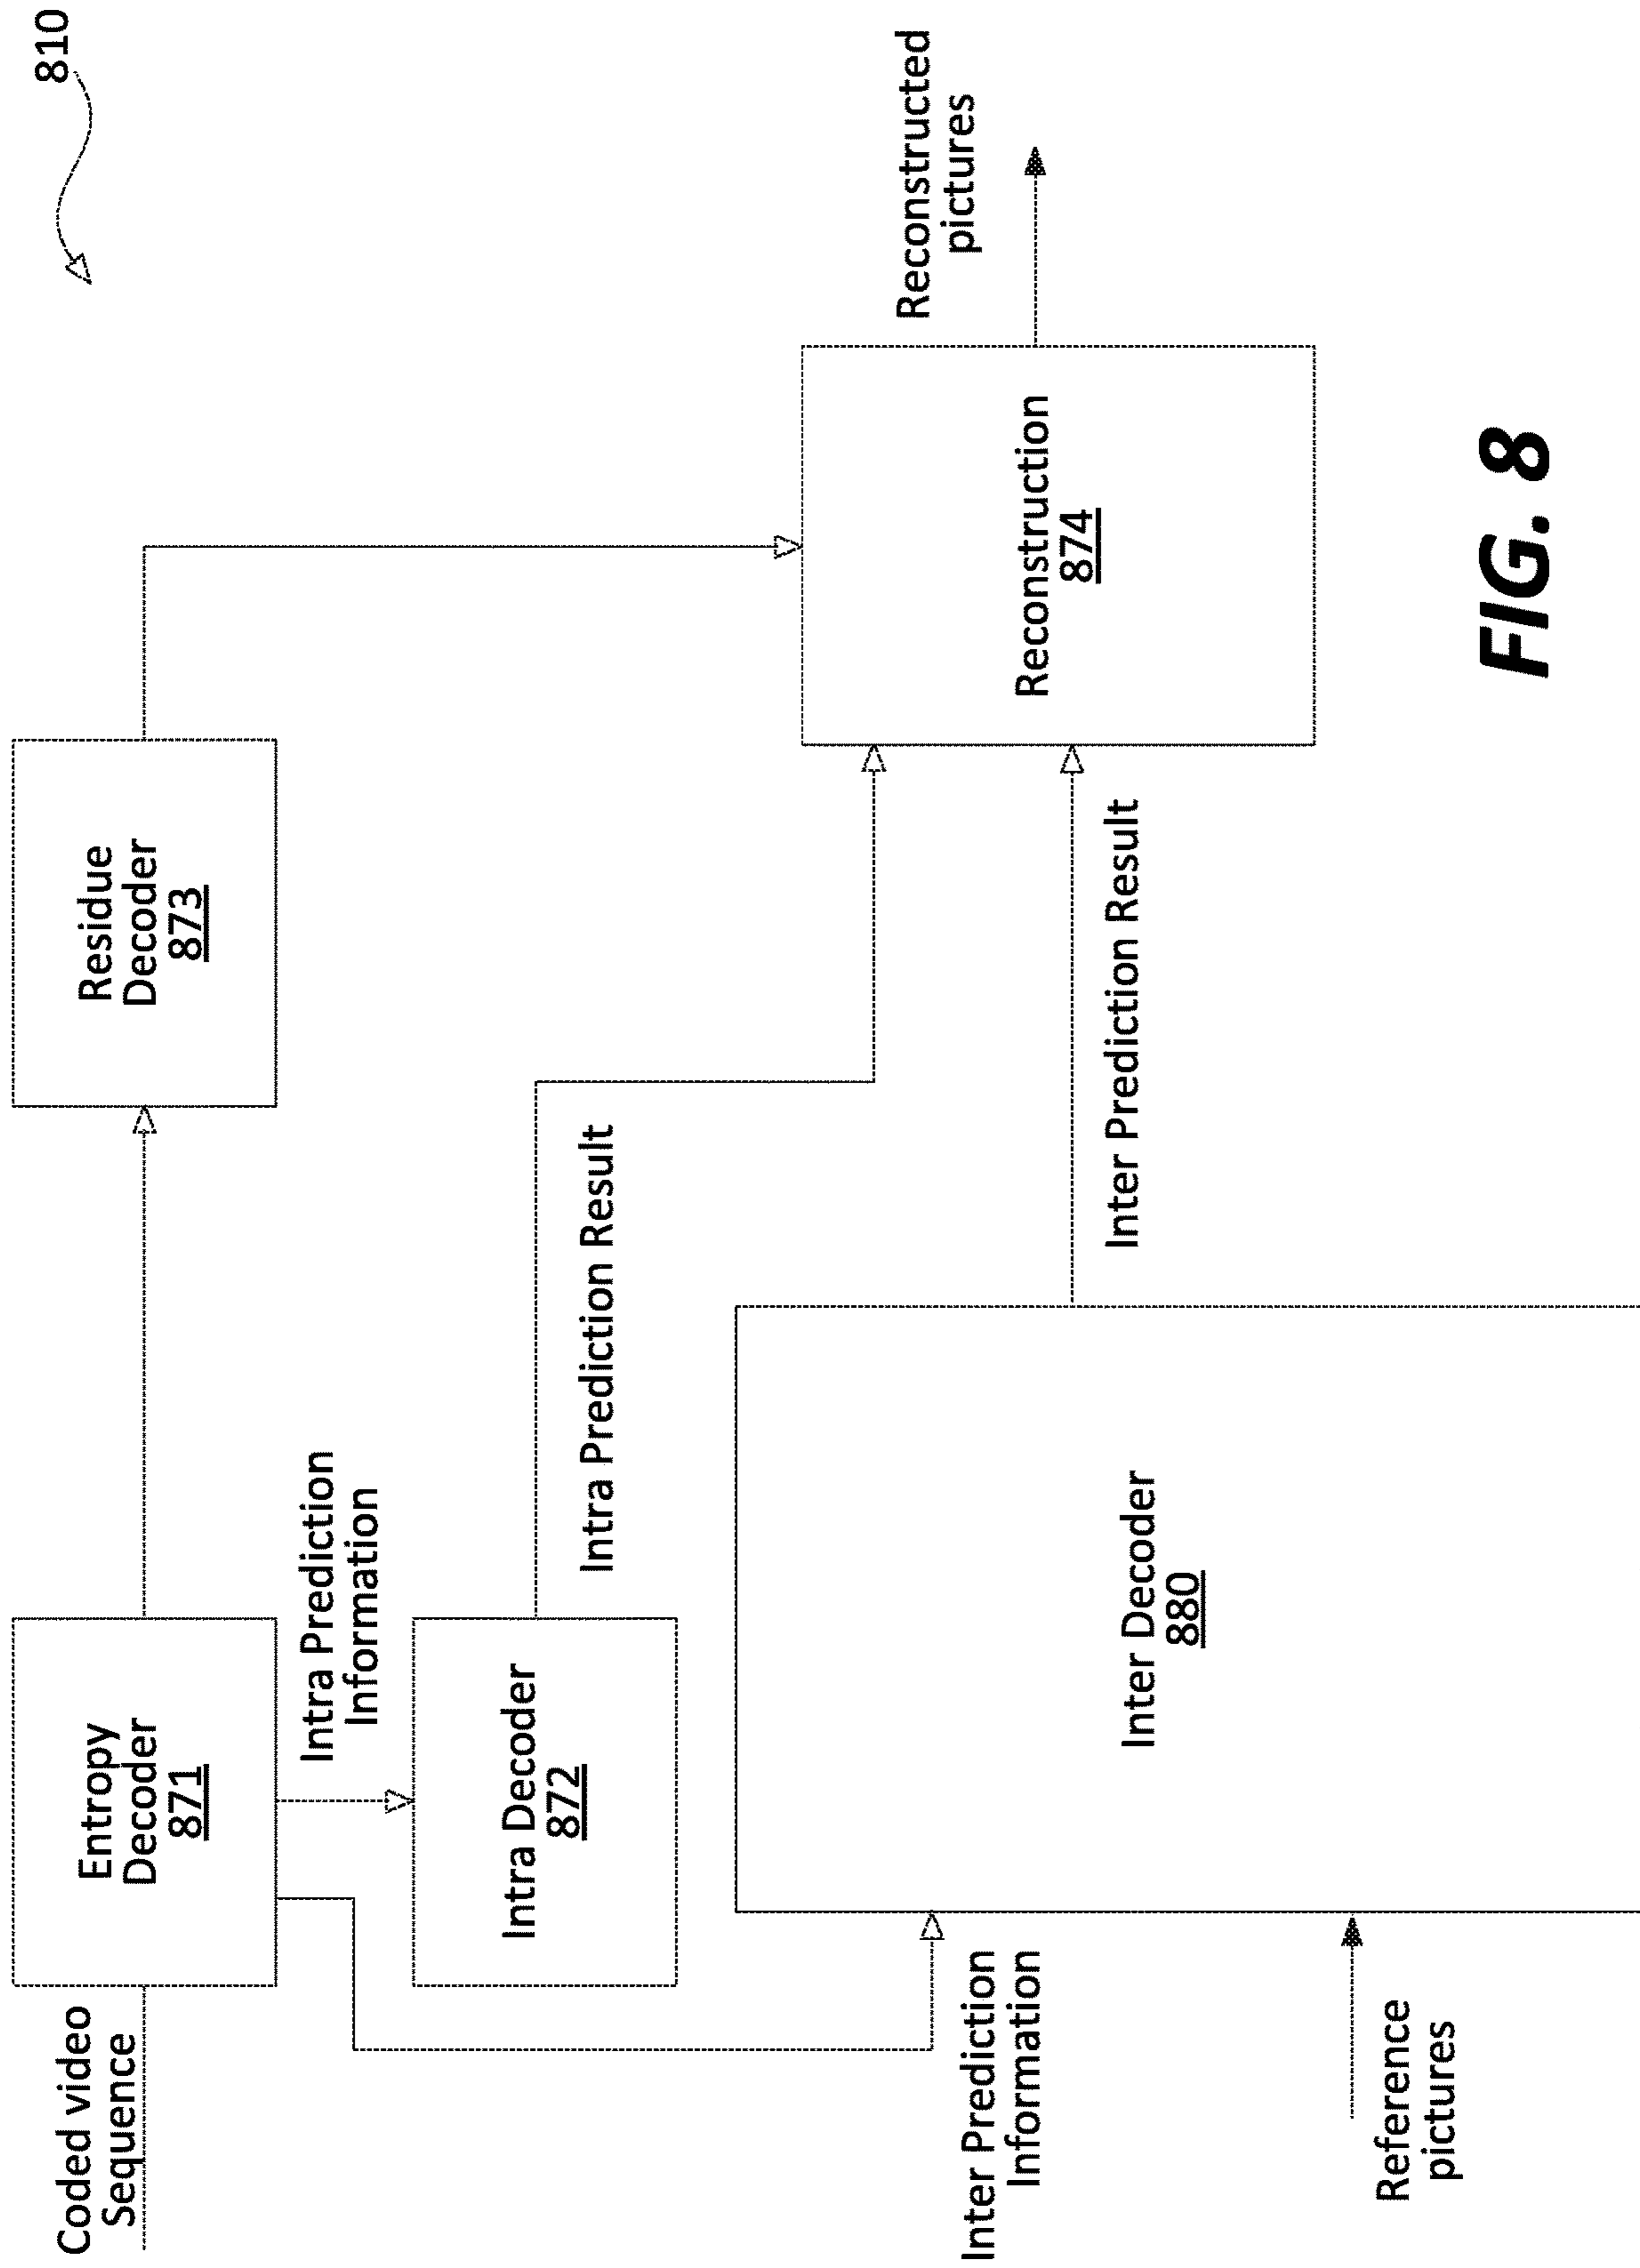 810
Coded video
Sequence
Entropy
Decoder
871
Residue
Decoder
873
Intra Prediction
Information
Intra Decoder
872
Intra Prediction Result
Inter Prediction
Information
Inter Decoder
880
Inter Prediction Result
Reconstruction
874
Reconstructed
pictures
Reference
pictures
FIG. 8